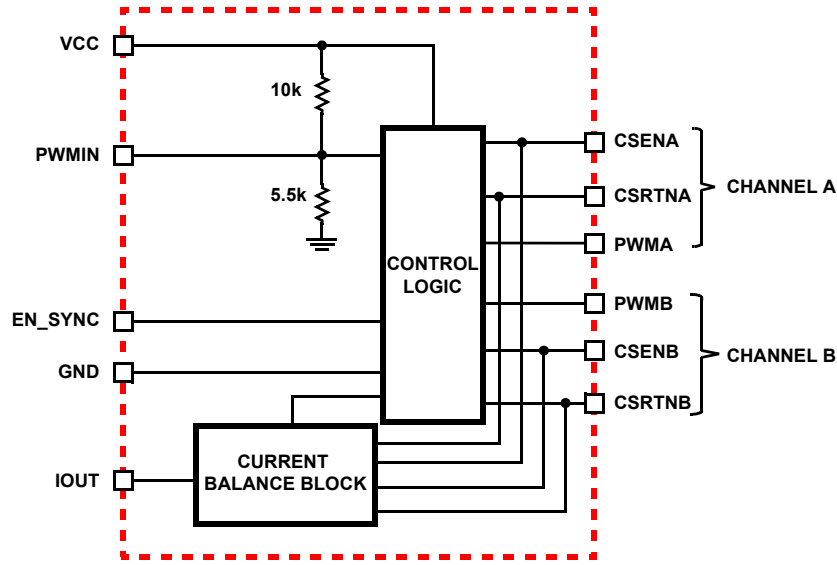 VCC
10k
PWMIN
5.5k
EN_SYNC
GND
IOUT
CONTROL
LOGIC
CURRENT
BALANCE BLOCK
CSENA
CSRTNA
PWMA
CHANNEL A
PWMB
CSENB
CSRTNB
CHANNEL B